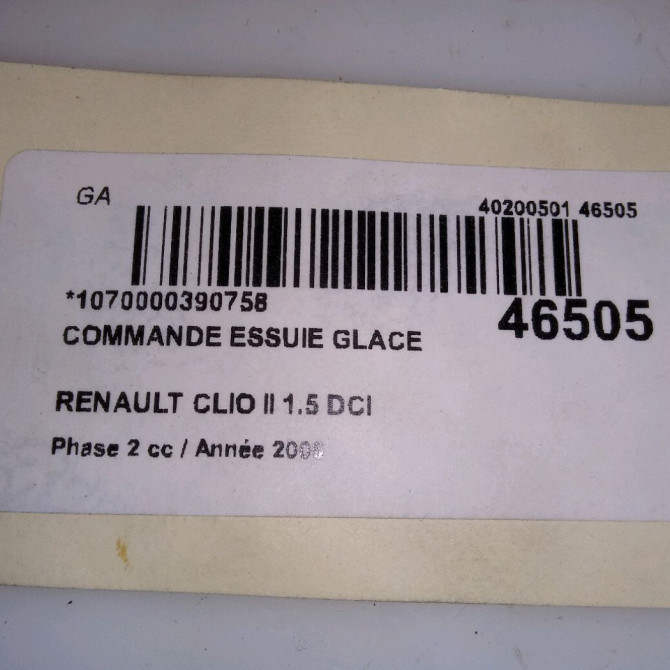 GA
40200501 46505
*1070000390758
46505
COMMANDE ESSUIE GLACE
RENAULT CLIO II 1.5 DCI
Phase 2 cc / Année